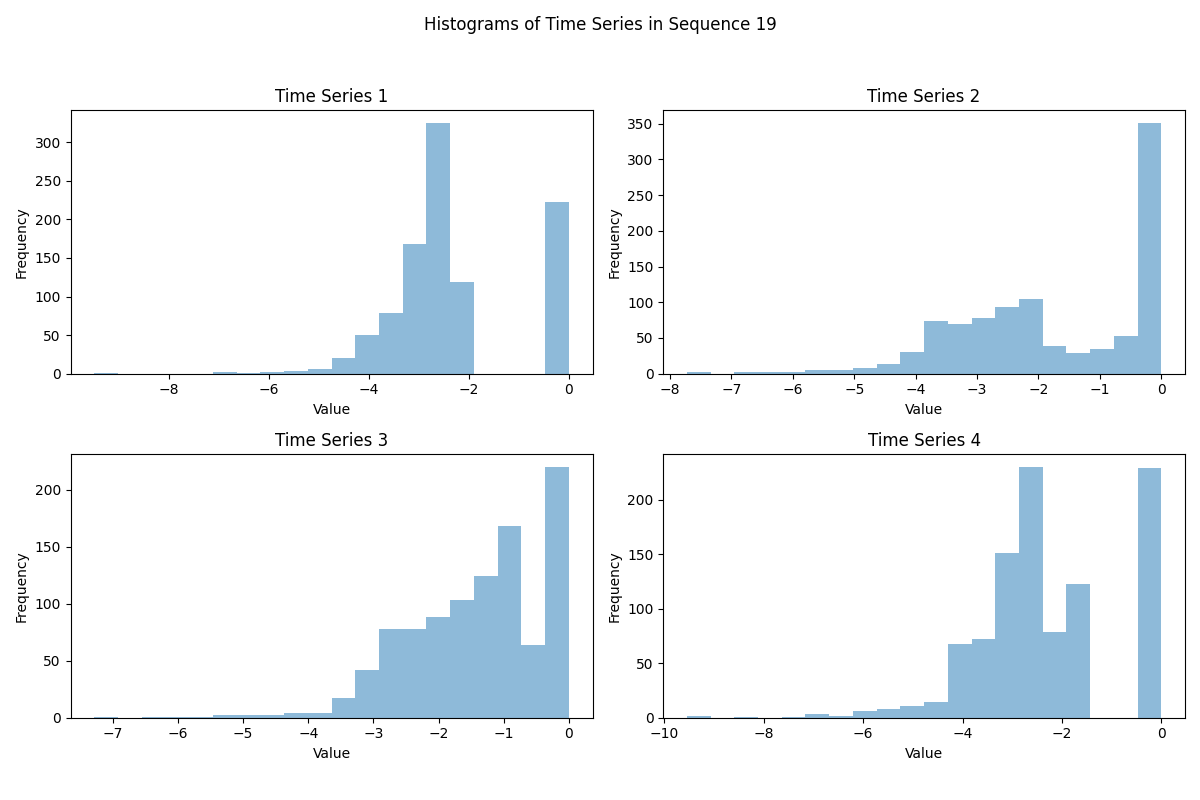 Histograms of Time Series in Sequence 19
Time Series 1
Frequency
300
250
200
150
100
50
0
−8 −6 −4 −2 0
Value
Time Series 2
Frequency
350
300
250
200
150
100
50
0
−8 −7 −6 −5 −4 −3 −2 −1 0
Value
Time Series 3
Frequency
200
150
100
50
0
−7 −6 −5 −4 −3 −2 −1 0
Value
Time Series 4
Frequency
200
150
100
50
0
−10 −8 −6 −4 −2 0
Value